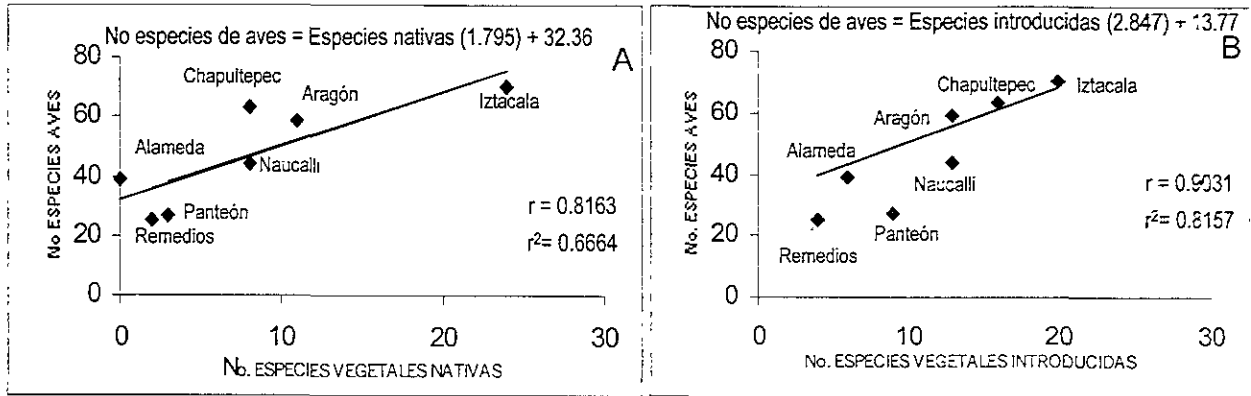 No especies de aves = Especies nativas (1.795) + 32.36
A
80
60
40
20
0
No ESPECIES AVES
Chapultepec
Aragón
Iztacala
Alameda
Naucalli
Panteón
Remedios
r = 0.8163
r²= 0.6664
0
10
20
30
No. ESPECIES VEGETALES NATIVAS
No especies de aves = Especies introducidas (2.847) + 13.77
B
80
60
40
20
0
No. ESPECIES AVES
Chapultepec
Iztacala
Aragón
Alameda
Naucalli
Remedios
Panteón
r = 0.9031
r²= 0.8157
0
10
20
30
No. ESPECIES VEGETALES INTRODUCIDAS